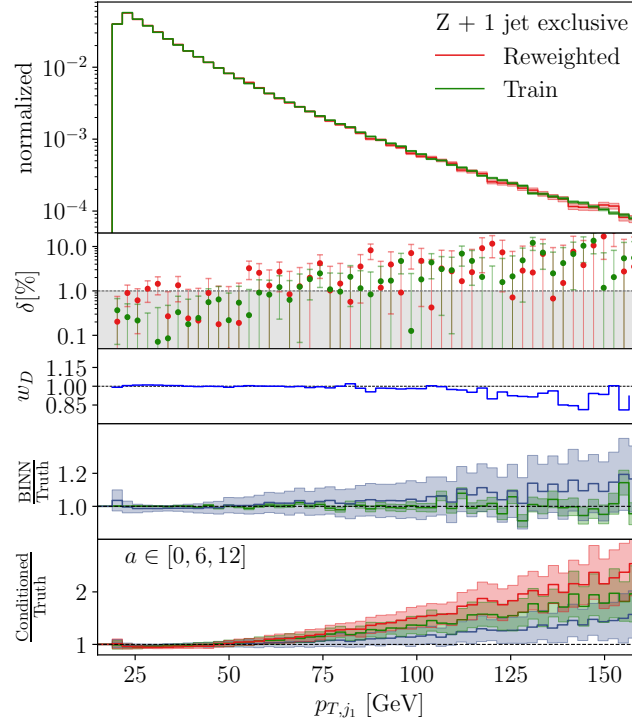 Z + 1 jet exclusive
Reweighted
Train
normalized
10⁻²
10⁻³
10⁻⁴
δ[%]
10.0
1.0
0.1
w_D
1.15
1.00
0.85
BINN
Truth
1.2
1.0
Conditioned
Truth
a ∈ [0, 6, 12]
2
1
25 50 75 100 125 150
p_{T,j_1} [GeV]